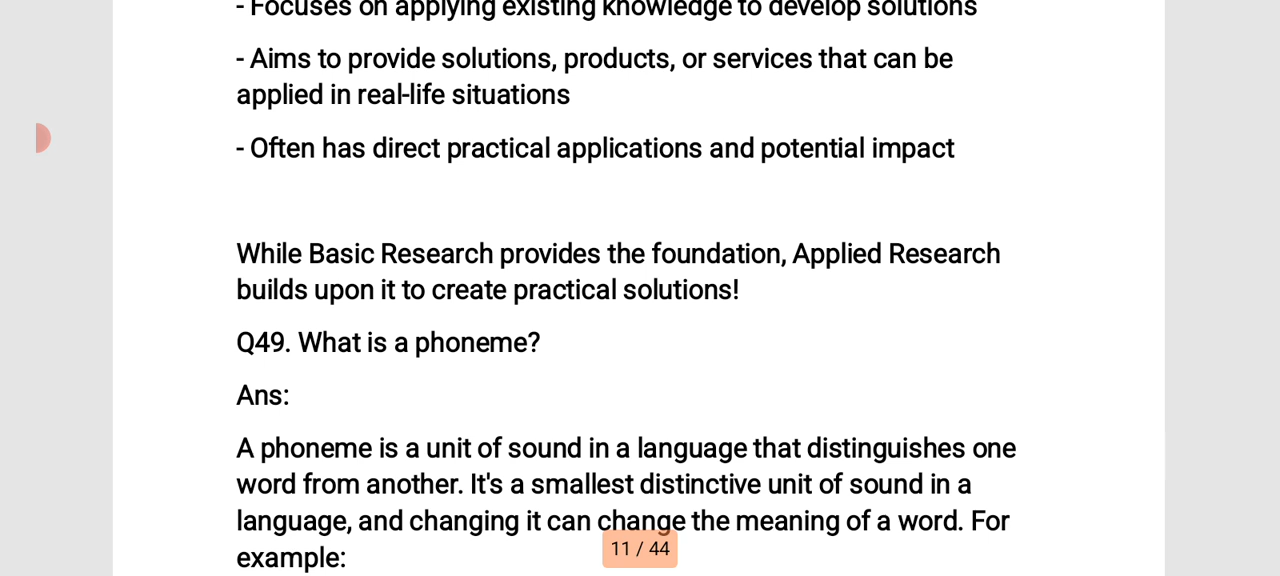 - Focuses on applying existing knowledge to develop solutions
- Aims to provide solutions, products, or services that can be
applied in real-life situations
- Often has direct practical applications and potential impact
While Basic Research provides the foundation, Applied Research
builds upon it to create practical solutions!
Q49. What is a phoneme?
Ans:
A phoneme is a unit of sound in a language that distinguishes one
word from another. It's a smallest distinctive unit of sound in a
language, and changing it can change the meaning of a word. For
example:
11 / 44